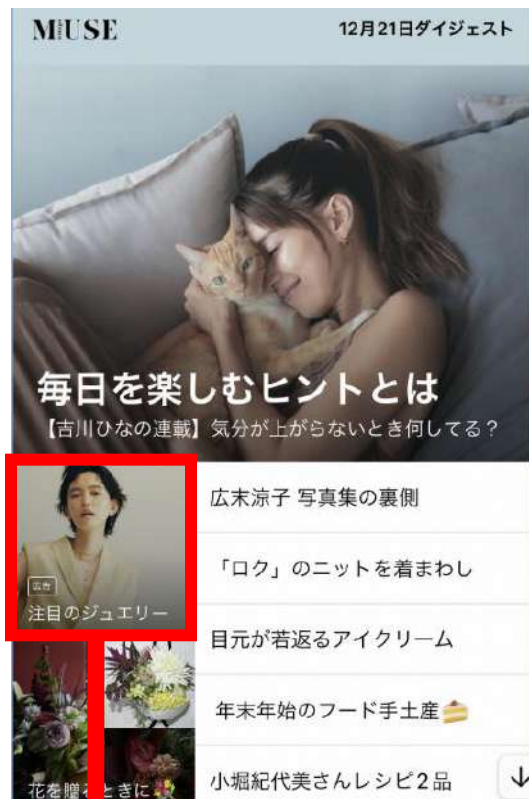 MUSE
12月21日ダイジェスト
毎日を楽しむヒントとは
【吉川ひなの連載】気分が上がらないとき何してる？
広告
注目のジュエリー
広末涼子 写真集の裏側
「ロク」のニットを着まわし
目元が若返るアイクリーム
年末年始のフード手土産🍰
小堀紀代美さんレシピ2品
花を贈るときに💐